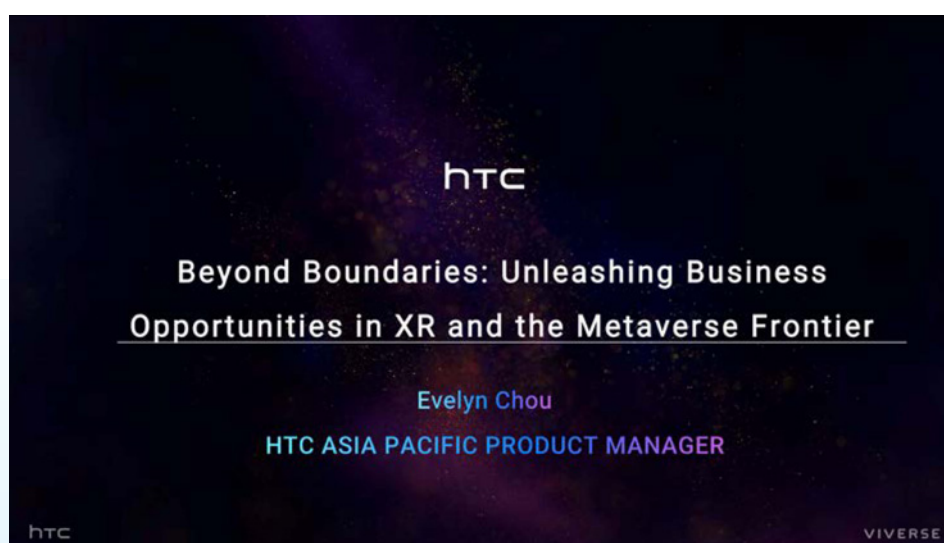 hTC
Beyond Boundaries: Unleashing Business
Opportunities in XR and the Metaverse Frontier
Evelyn Chou
HTC ASIA PACIFIC PRODUCT MANAGER
hTC
VIVERSE